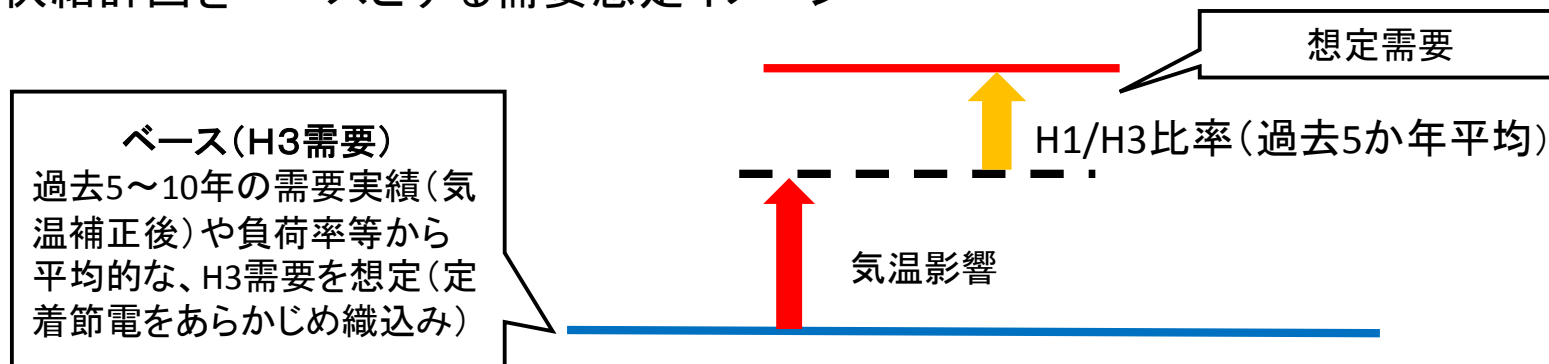 想定需要
ベース(H3需要)
過去5～10年の需要実績(気
温補正後)や負荷率等から
平均的な、H3需要を想定(定
着節電をあらかじめ織込み)
H1/H3比率(過去5か年平均)
気温影響